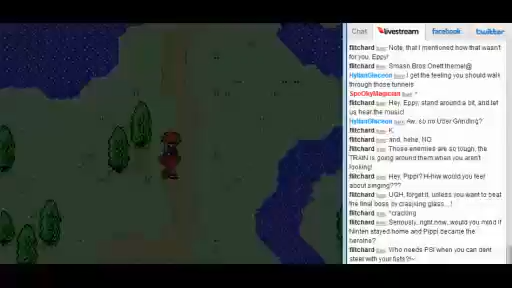 Chat livestream facebook twitter
flitchard Note, that I mentioned how that wasn't
for you, Eppy!
flitchard Smash Bros Onett theme!@
HylianGlaceon I get the feeling you should walk
through those tunnels
SpoOkyMagician
flitchard Hey, Eppy, stand around a bit, and let
us hear the music!
HylianGlaceon Aw, so no Uber Grinding?
flitchard K,
flitchard and, hehe, NO
flitchard Those enemies are so tough, the
TRAIN is going around them when you aren't
looking!
flitchard Hey, Pippi? H-how would you feel
about singing???
flitchard UGH, forget it, unless you want to beat
the final boss by craqjking glass...!
flitchard *cracking
flitchard Seriously, right now, would you mind if
Ninten stayed home and Pippi became the
heroine?
flitchard Who needs PSI when you can dent
steel with your fists?!~